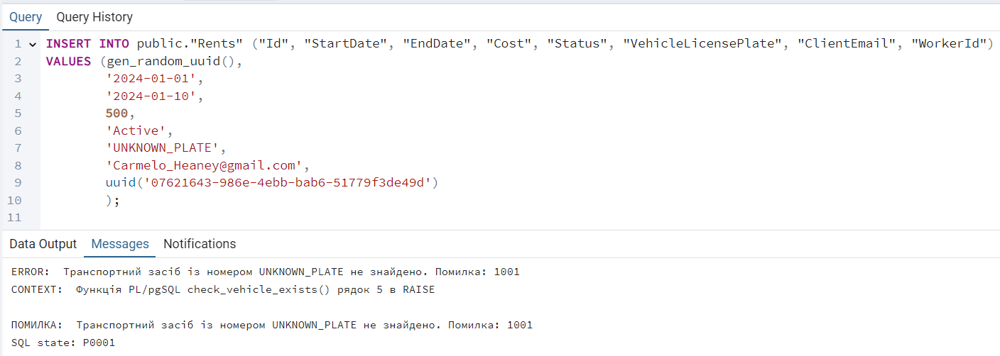 Query Query History
1 INSERT INTO public."Rents" ("Id", "StartDate", "EndDate", "Cost", "Status", "VehicleLicensePlate", "ClientEmail", "WorkerId")
2 VALUES (gen_random_uuid(),
3 '2024-01-01',
4 '2024-01-10',
5 500,
6 'Active',
7 'UNKNOWN_PLATE',
8 'Carmelo_Heaney@gmail.com',
9 uuid('07621643-986e-4ebb-bab6-51779f3de49d')
10 );
11
Data Output Messages Notifications
ERROR:  Транспортний засіб із номером UNKNOWN_PLATE не знайдено. Помилка: 1001
CONTEXT:  Функція PL/pgSQL check_vehicle_exists() рядок 5 в RAISE
ПОМИЛКА:  Транспортний засіб із номером UNKNOWN_PLATE не знайдено. Помилка: 1001
SQL state: P0001